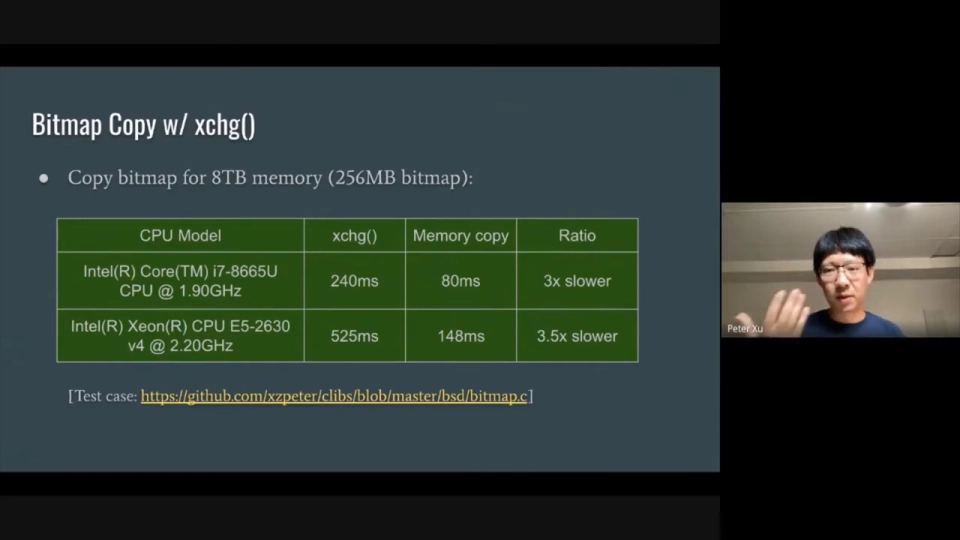 Bitmap Copy w/ xchg()
● Copy bitmap for 8TB memory (256MB bitmap):
CPU Model xchg() Memory copy Ratio
Intel(R) Core(TM) i7-8665U
CPU @ 1.90GHz 240ms 80ms 3x slower
Intel(R) Xeon(R) CPU E5-2630
v4 @ 2.20GHz 525ms 148ms 3.5x slower
[Test case: https://github.com/xzpeter/clibs/blob/master/bsd/bitmap.c]
Peter Xu